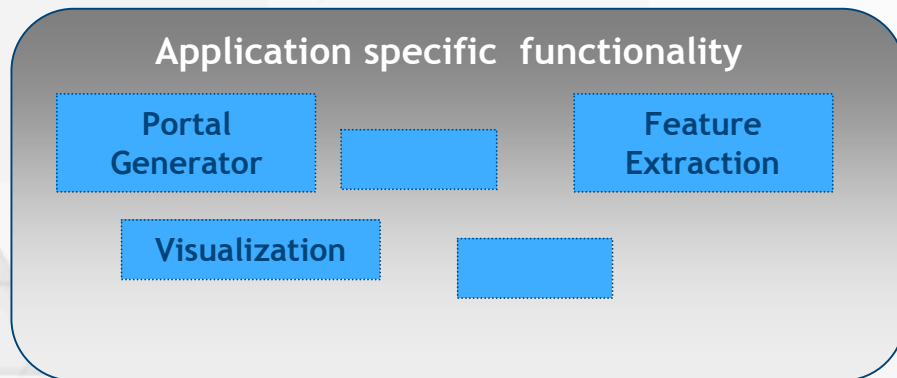 Application specific functionality
Portal
Generator
Feature
Extraction
Visualization